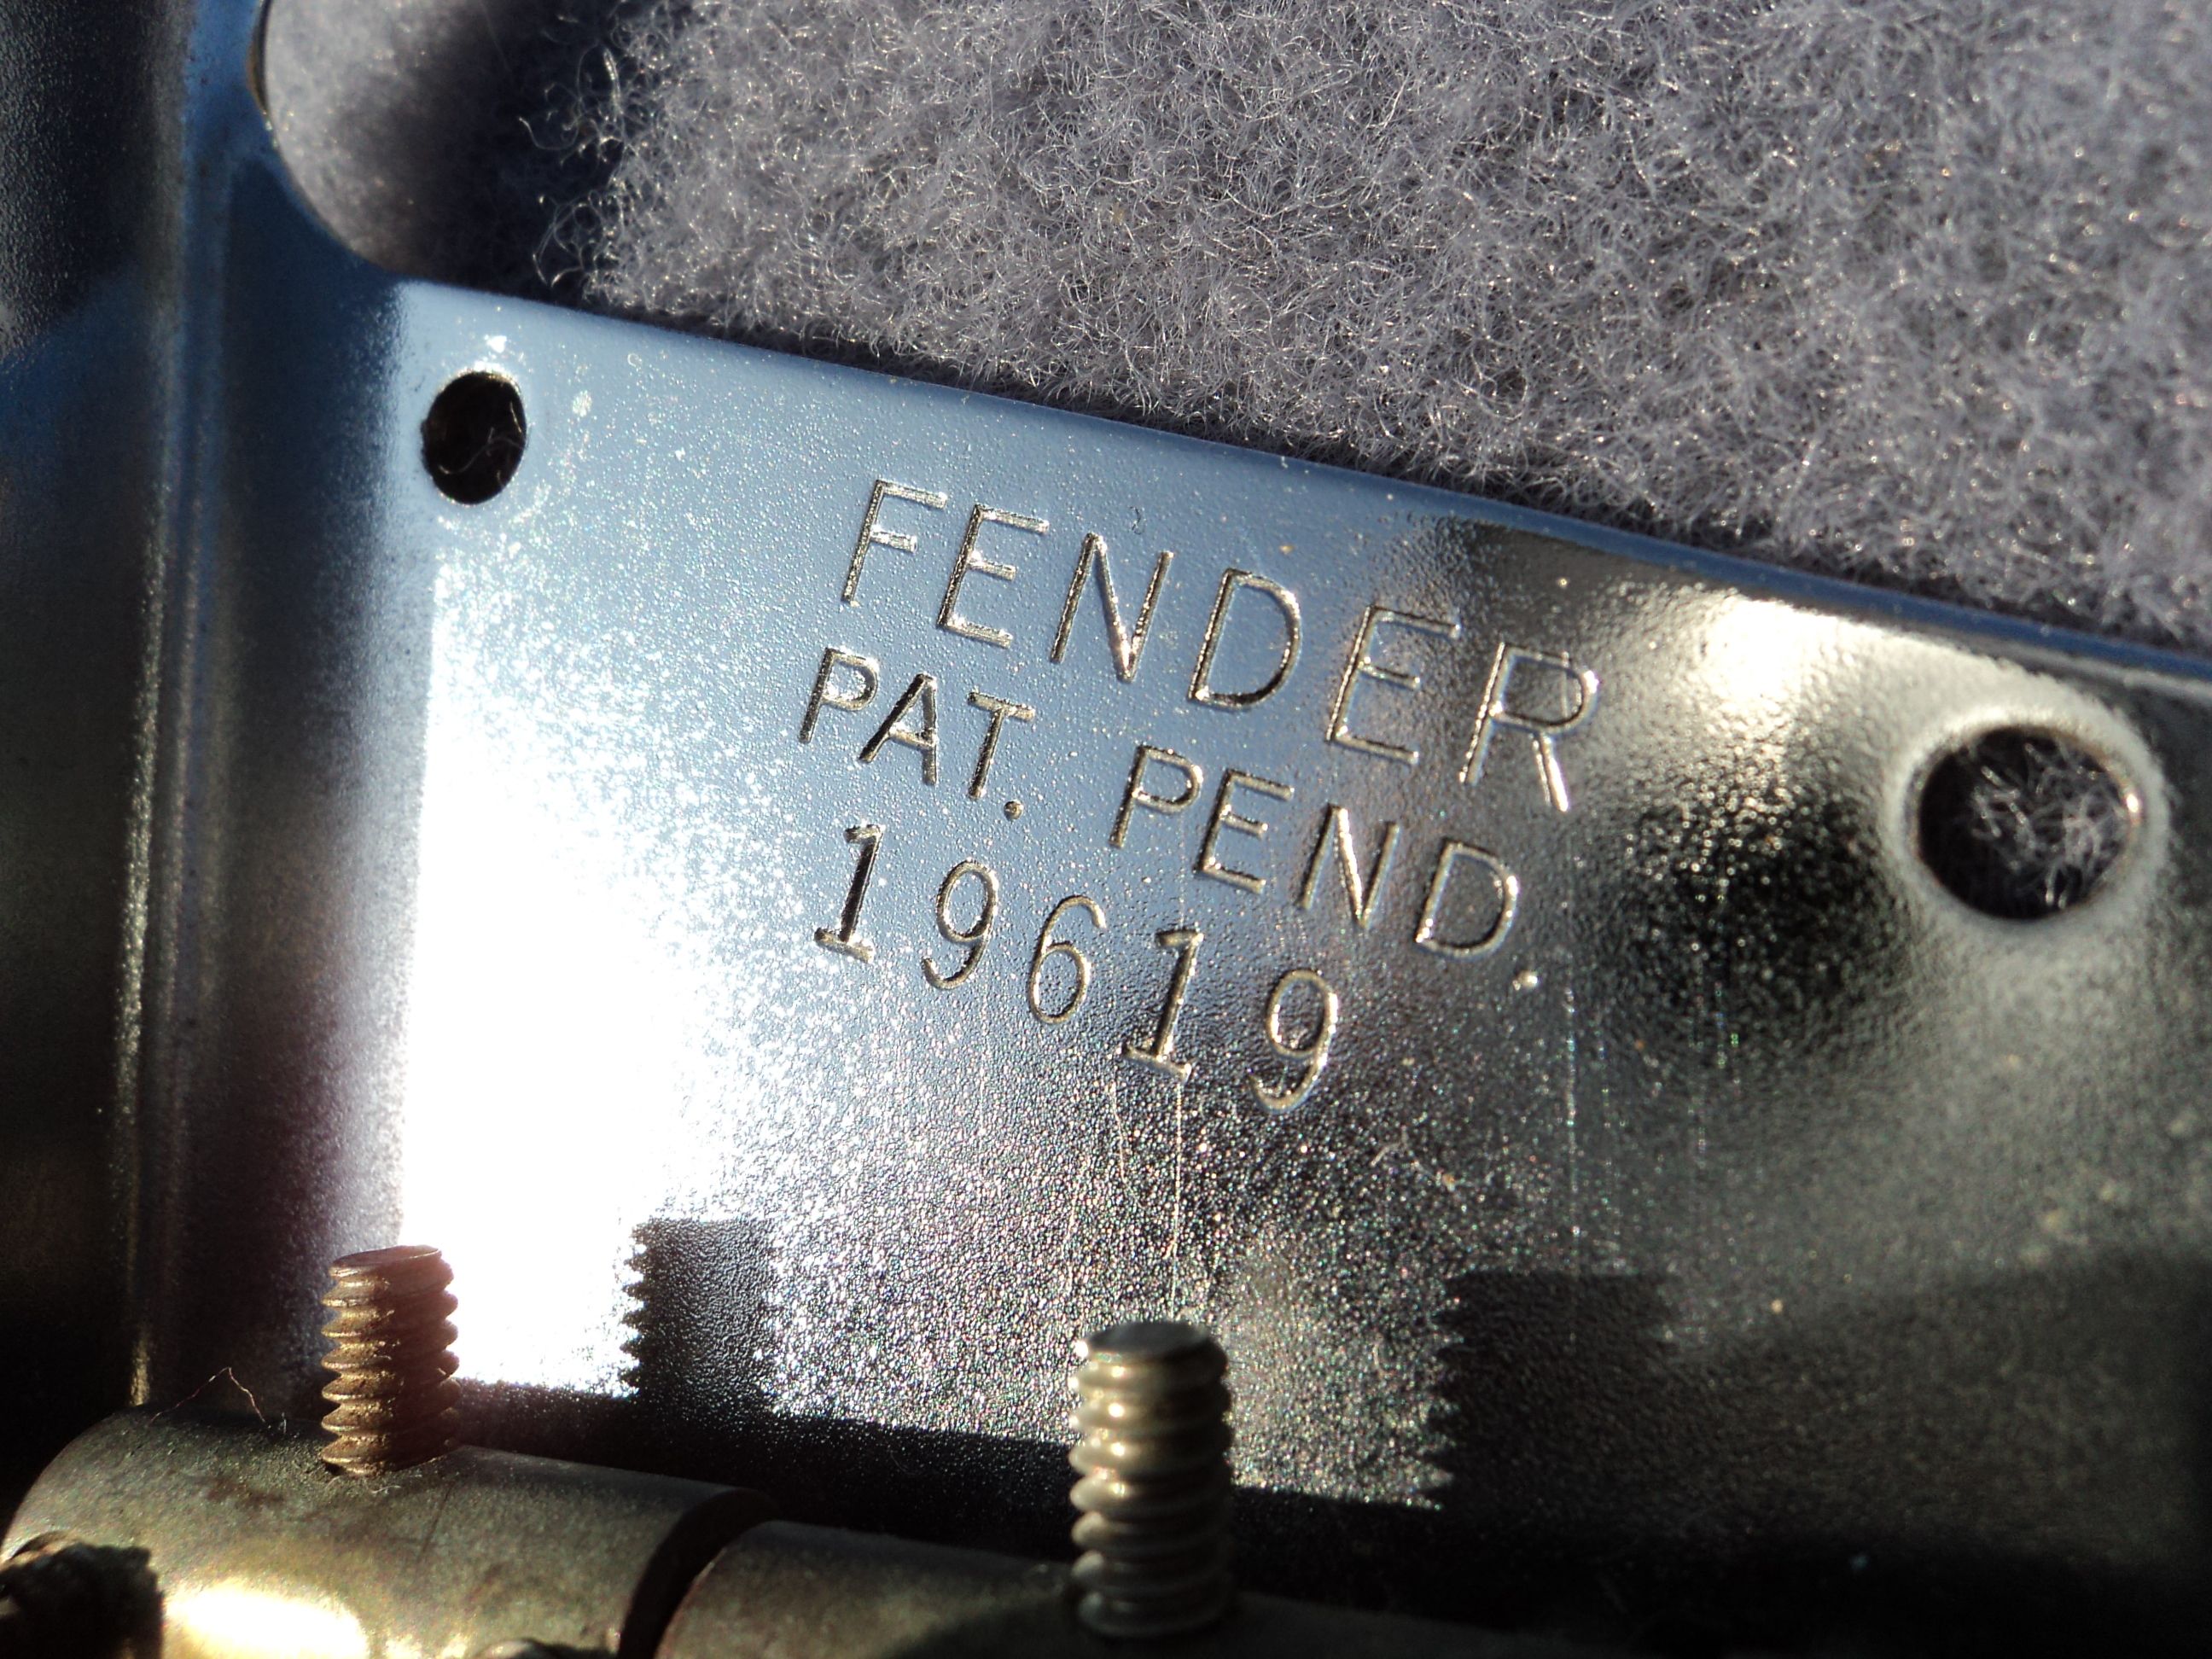 FENDER
PAT. PEND.
19619